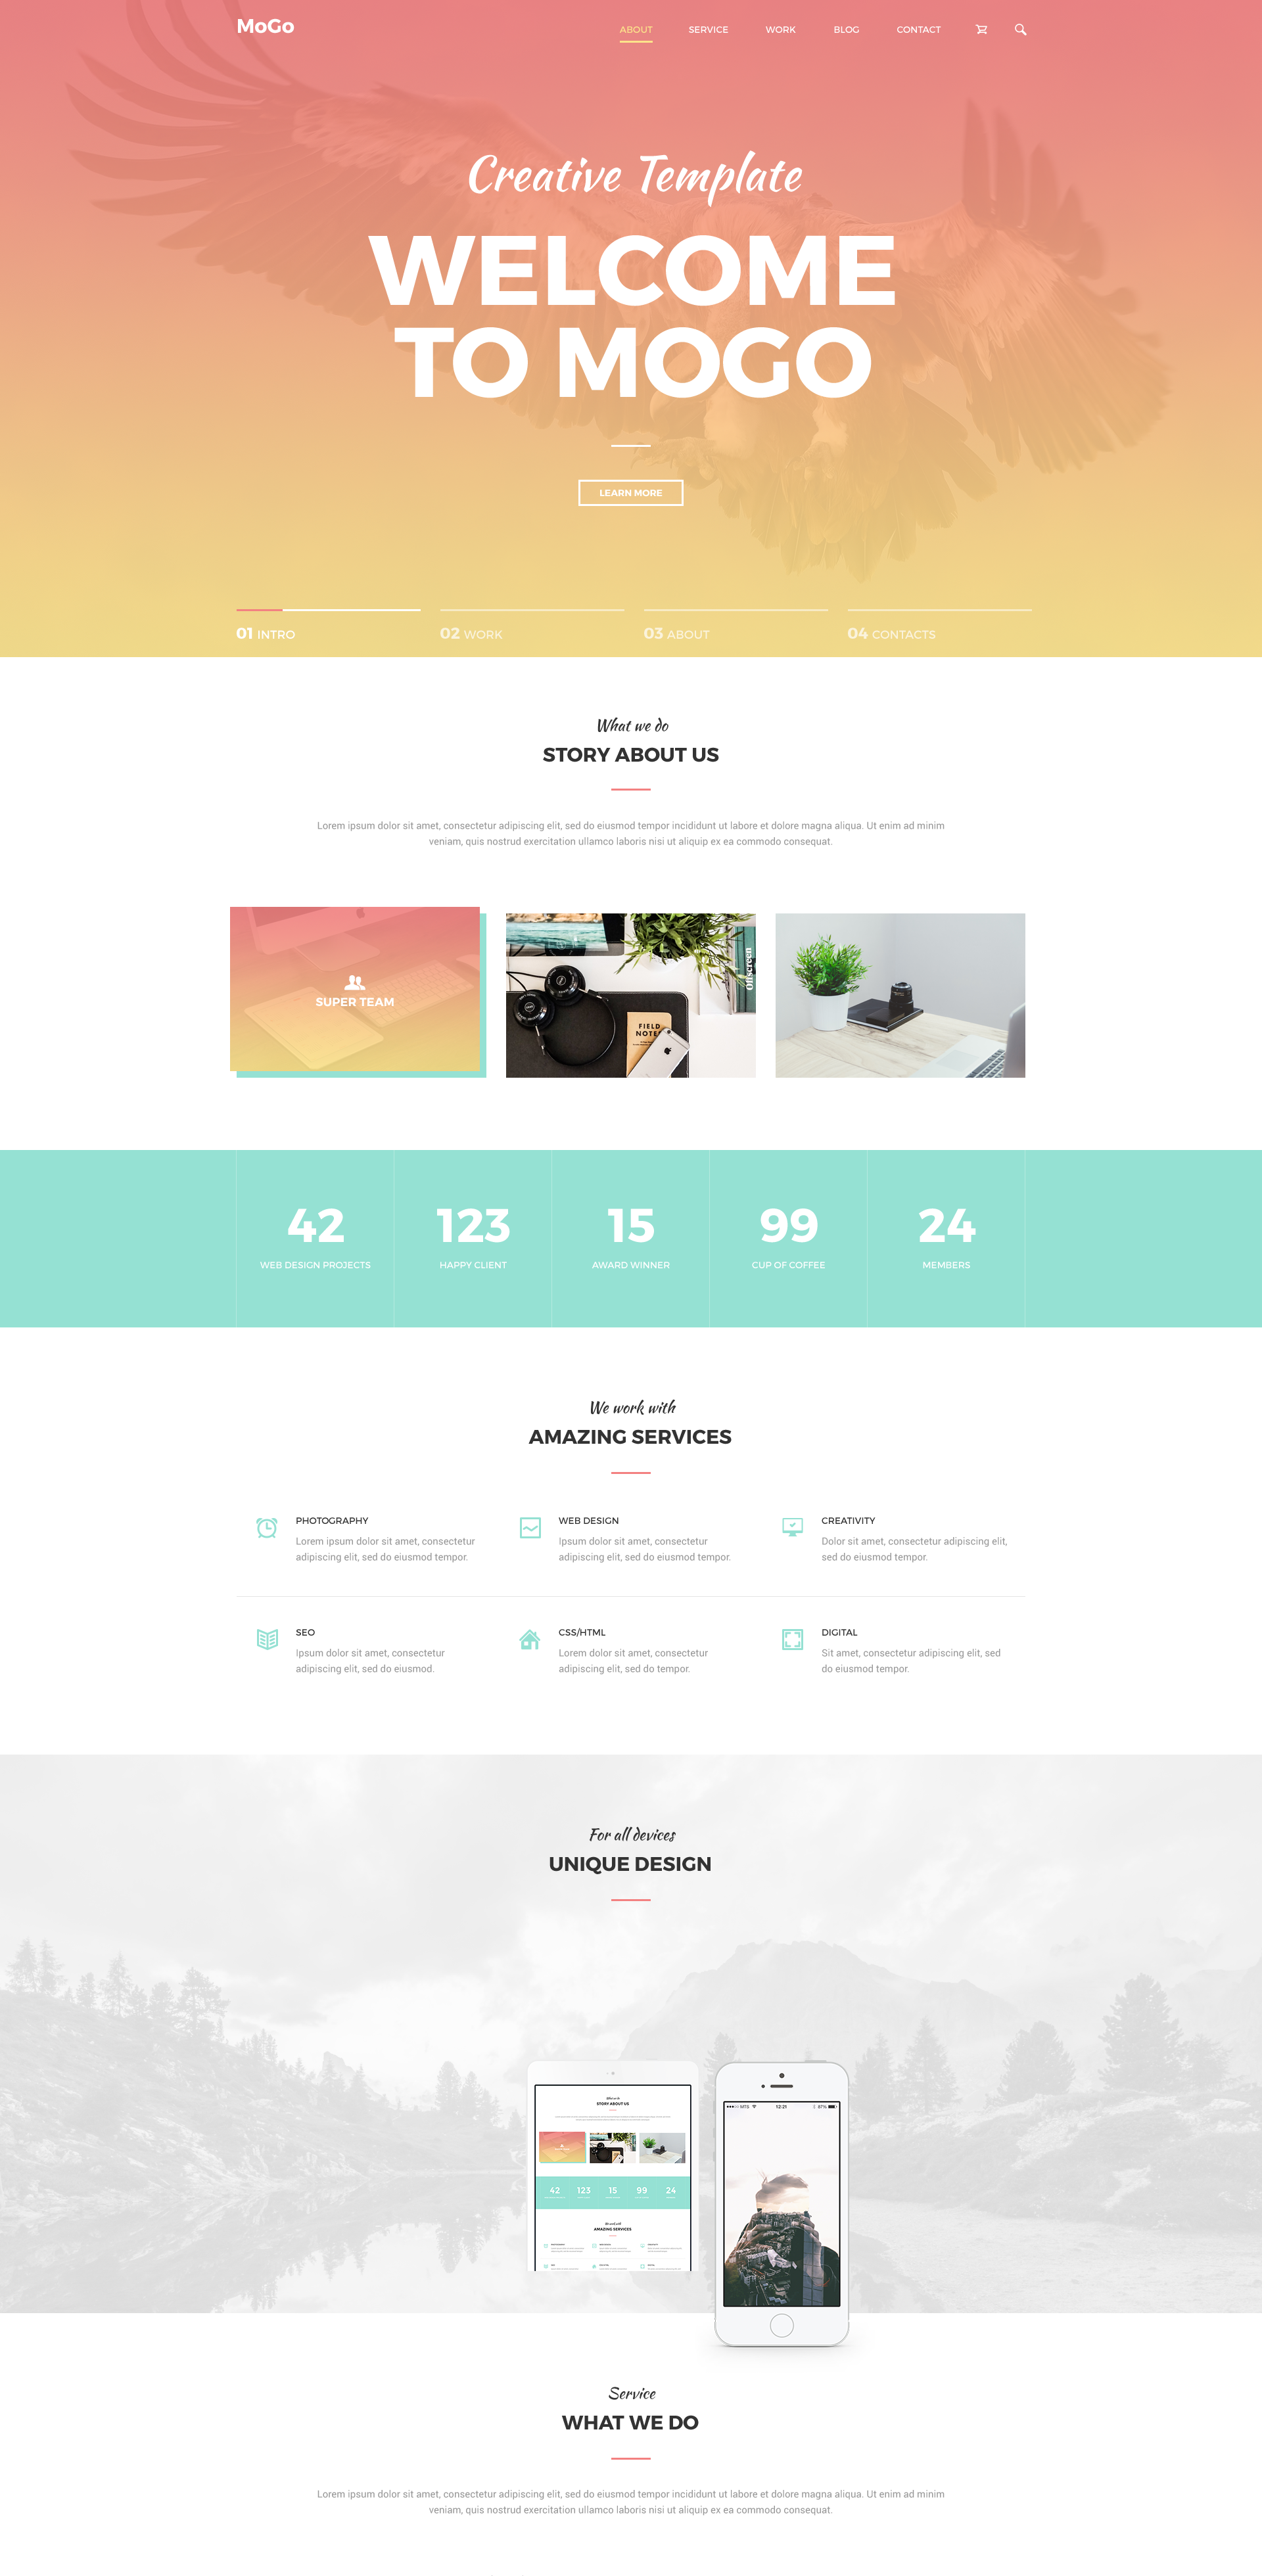 MoGo
ABOUT SERVICE WORK BLOG CONTACT
Creative Template
WELCOME
TO MOGO
LEARN MORE
01 INTRO
02 WORK
03 ABOUT
04 CONTACTS
What we do
STORY ABOUT US
Lorem ipsum dolor sit amet, consectetur adipiscing elit, sed do eiusmod tempor incididunt ut labore et dolore magna aliqua. Ut enim ad minim
veniam, quis nostrud exercitation ullamco laboris nisi ut aliquip ex ea commodo consequat.
SUPER TEAM
Offscreen
FIELD
NOTES
42
WEB DESIGN PROJECTS
123
HAPPY CLIENT
15
AWARD WINNER
99
CUP OF COFFEE
24
MEMBERS
We work with
AMAZING SERVICES
PHOTOGRAPHY
Lorem ipsum dolor sit amet, consectetur
adipiscing elit, sed do eiusmod tempor.
WEB DESIGN
Ipsum dolor sit amet, consectetur
adipiscing elit, sed do eiusmod tempor.
CREATIVITY
Dolor sit amet, consectetur adipiscing elit,
sed do eiusmod tempor.
SEO
Ipsum dolor sit amet, consectetur
adipiscing elit, sed do eiusmod.
CSS/HTML
Lorem dolor sit amet, consectetur
adipiscing elit, sed do tempor.
DIGITAL
Sit amet, consectetur adipiscing elit, sed
do eiusmod tempor.
For all devices
UNIQUE DESIGN
What we do
STORY ABOUT US
42 123 15 99 24
We work with
AMAZING SERVICES
MTS 12:21 87%
Service
WHAT WE DO
Lorem ipsum dolor sit amet, consectetur adipiscing elit, sed do eiusmod tempor incididunt ut labore et dolore magna aliqua. Ut enim ad minim
veniam, quis nostrud exercitation ullamco laboris nisi ut aliquip ex ea commodo consequat.